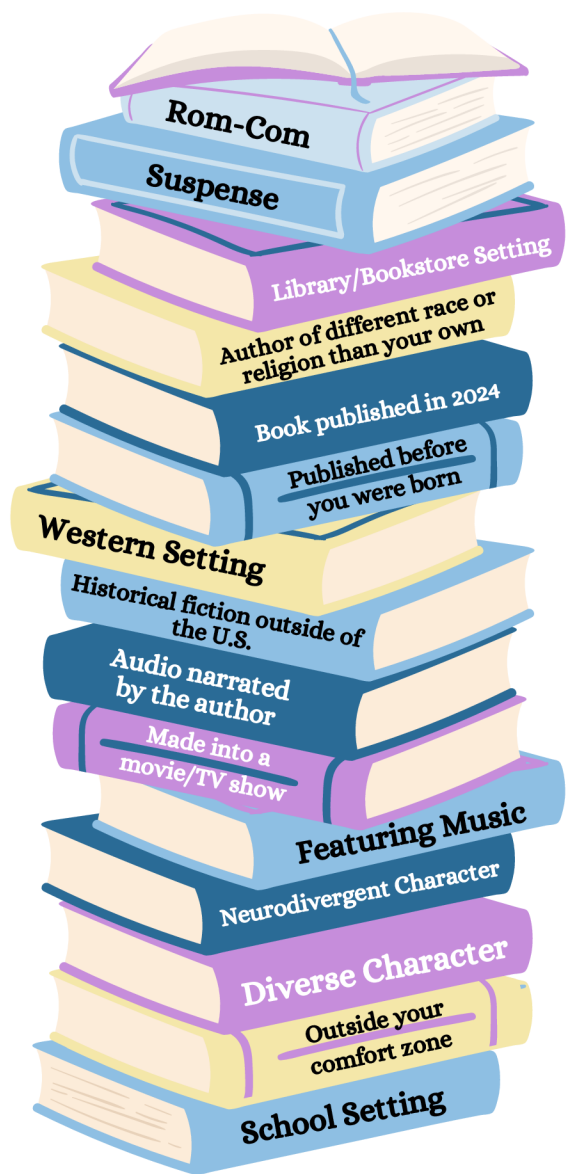 Rom-Com
Suspense
Library/Bookstore Setting
Author of different race or
religion than your own
Book published in 2024
Published before
you were born
Western Setting
Historical fiction outside of
the U.S.
Audio narrated
by the author
Made into a
movie/TV show
Featuring Music
Neurodivergent Character
Diverse Character
Outside your
comfort zone
School Setting